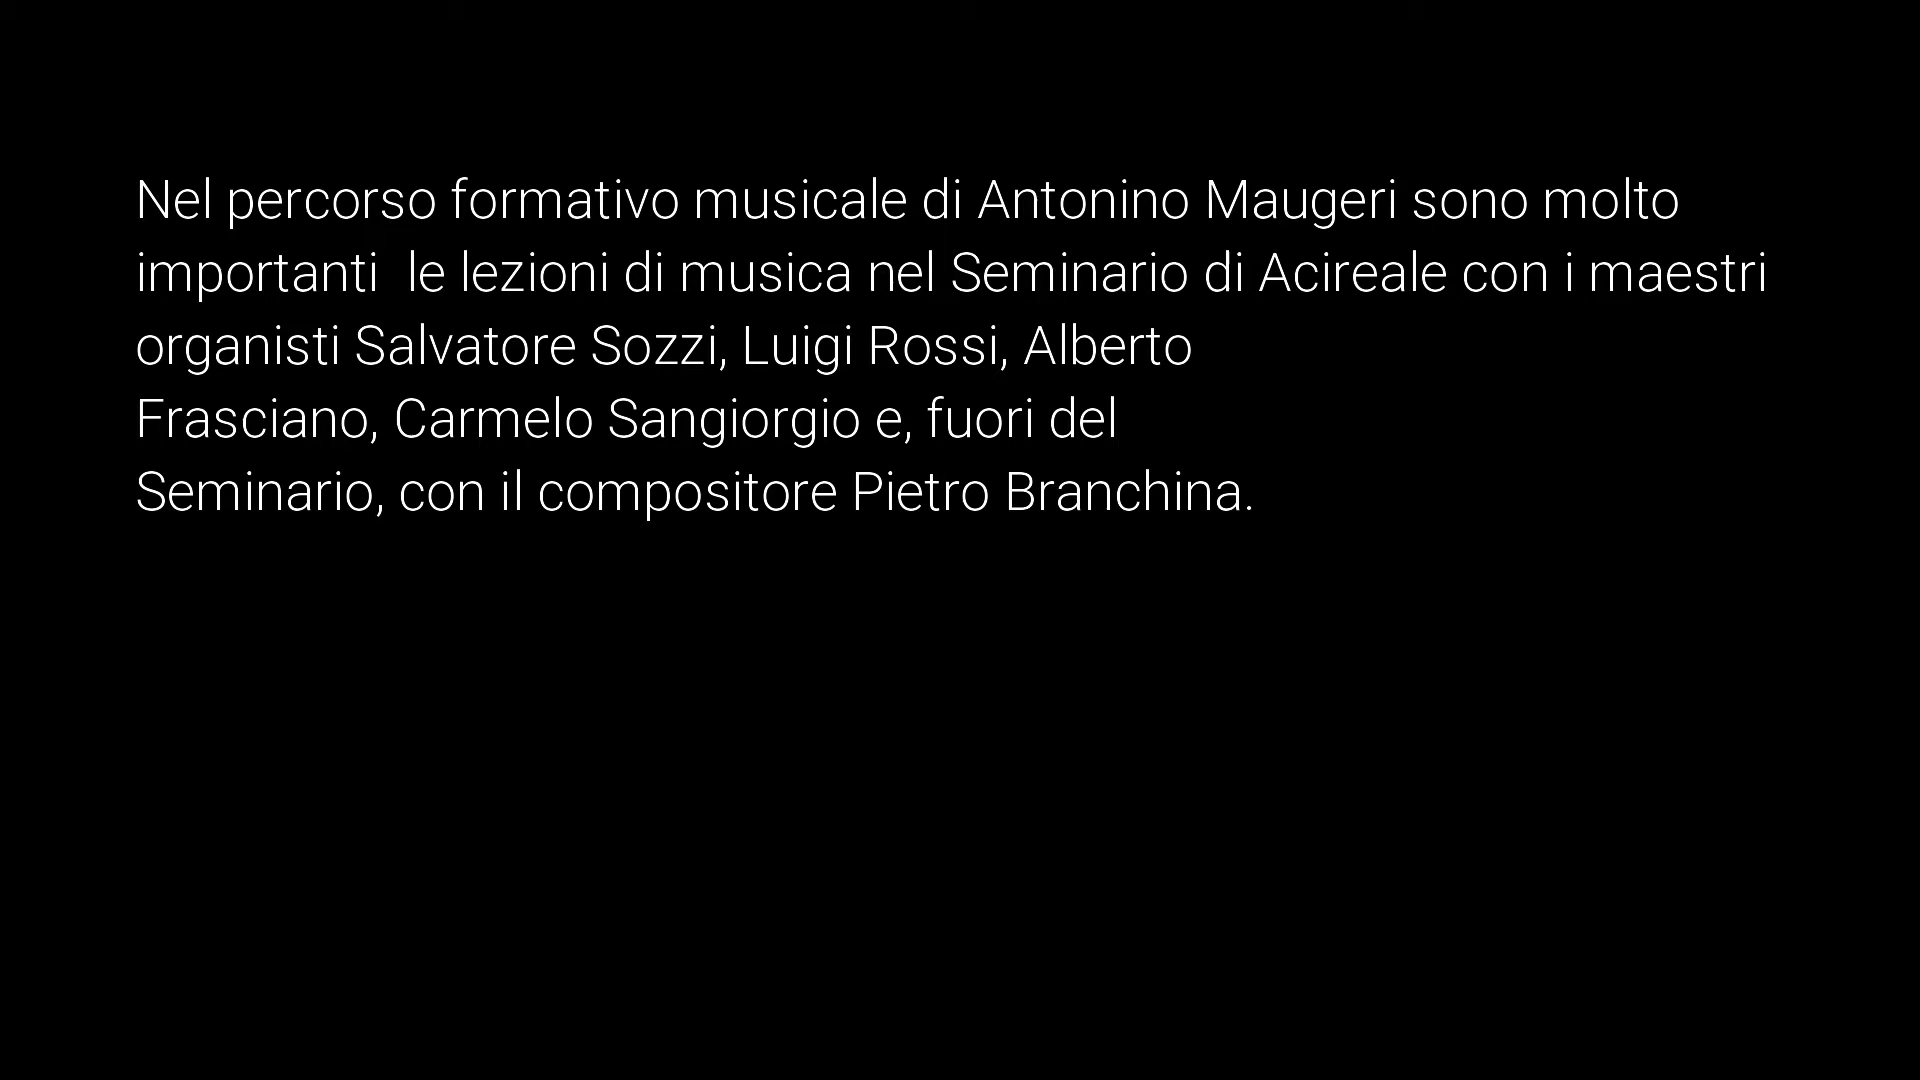 Nel percorso formativo musicale di Antonino Maugeri sono molto
importanti  le lezioni di musica nel Seminario di Acireale con i maestri
organisti Salvatore Sozzi, Luigi Rossi, Alberto
Frasciano, Carmelo Sangiorgio e, fuori del
Seminario, con il compositore Pietro Branchina.